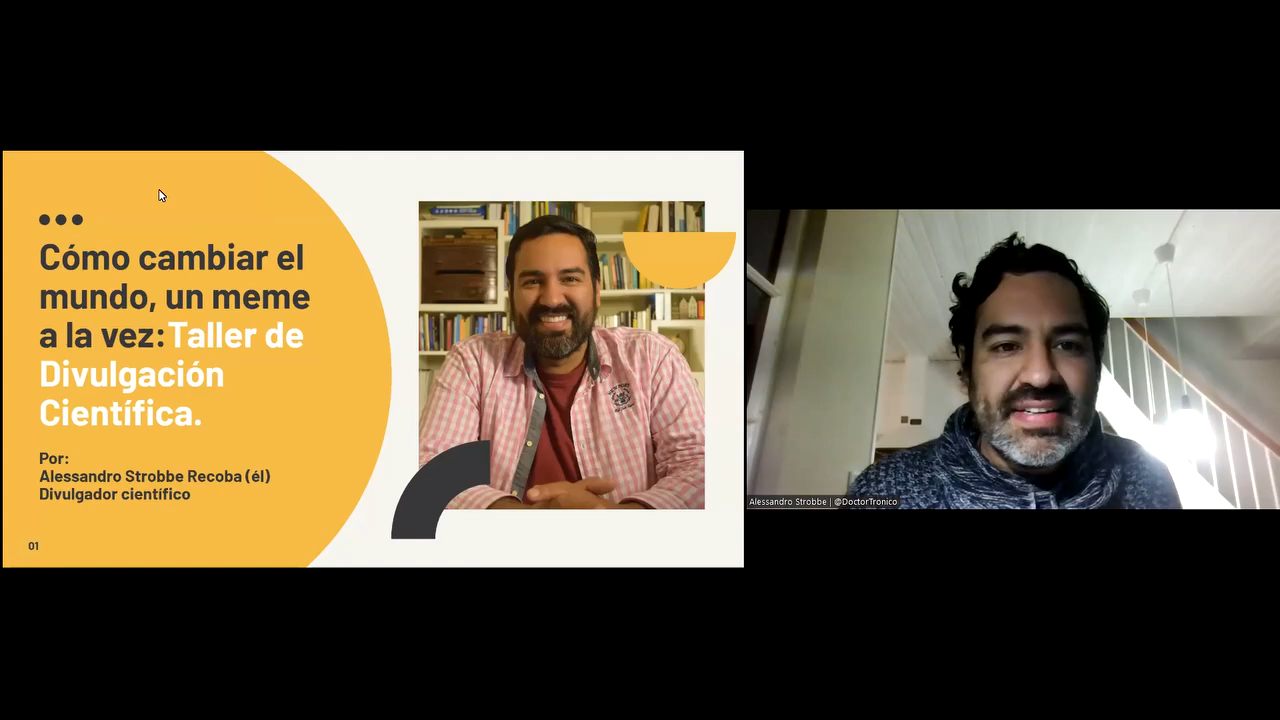 Cómo cambiar el
mundo, un meme
a la vez: Taller de
Divulgación
Científica.
Por:
Alessandro Strobbe Recoba (él)
Divulgador científico
01
Alessandro Strobbe | @DoctorTronico